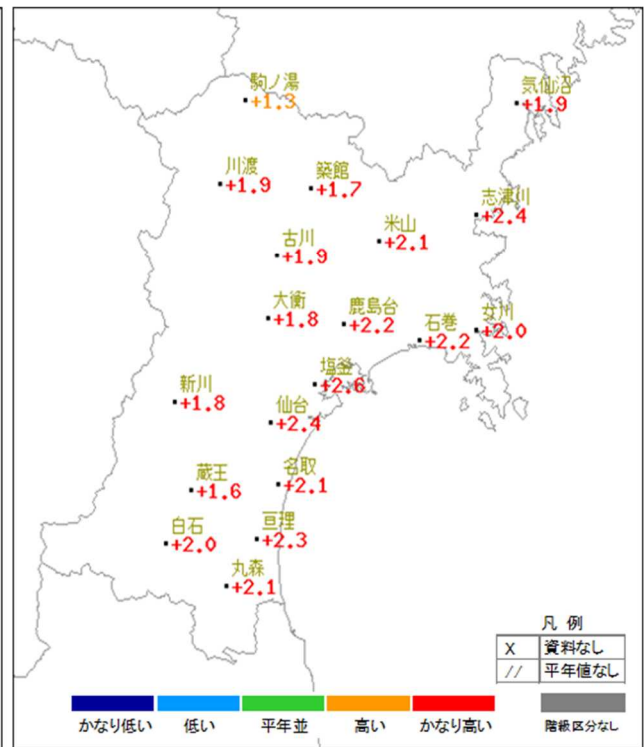 駒ノ湯
+1.3
気仙沼
+1.9
川渡
+1.9
築館
+1.7
志津川
+2.4
米山
+2.1
古川
+1.9
大衡
+1.8
鹿島台
+2.2
石巻
+2.2
女川
+2.0
塩釜
+2.6
新川
+1.8
仙台
+2.4
蔵王
+1.6
名取
+2.1
白石
+2.0
亘理
+2.3
丸森
+2.1
凡 例
X 資料なし
// 平年値なし
かなり低い 低い 平年並 高い かなり高い 階級区分なし